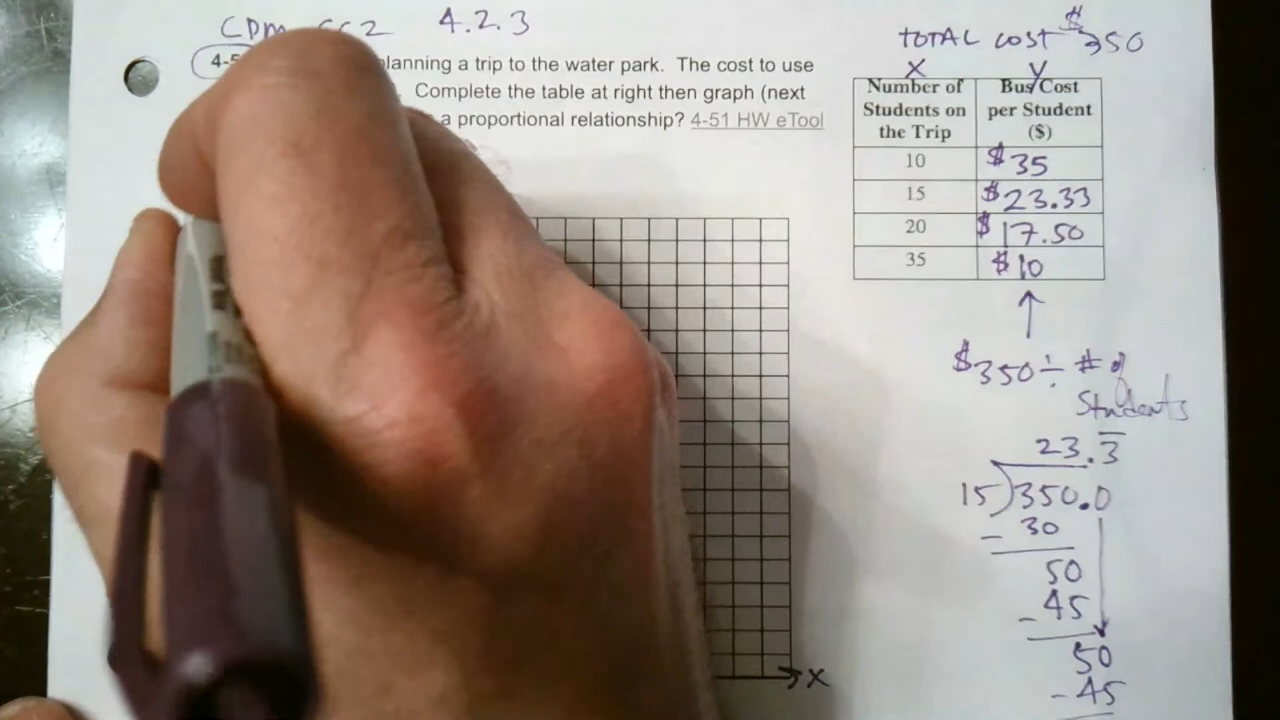 CPM CC2 4.2.3
TOTAL COST $350
planning a trip to the water park. The cost to use
. Complete the table at right then graph (next
a proportional relationship? 4-51 HW eTool
x y
Number of Students on the Trip Bus Cost per Student ($)
10 $35
15 $23.33
20 $17.50
35 $10
$350 ÷ # of
Students
23.3̅
15)350.0
- 30
50
- 45
50
- 45
x